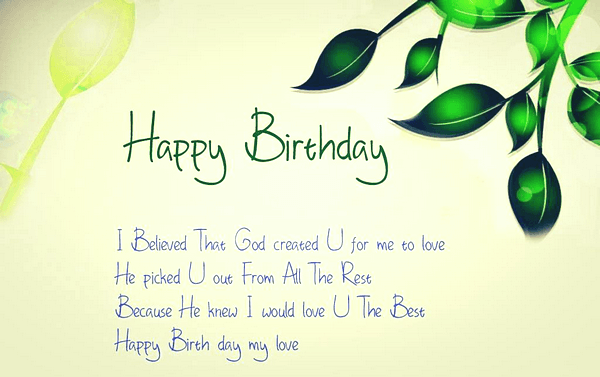 Happy Birthday
I Believed That God created U for me to love
He picked U out From All The Rest
Because He knew I would love U The Best
Happy Birth day my love